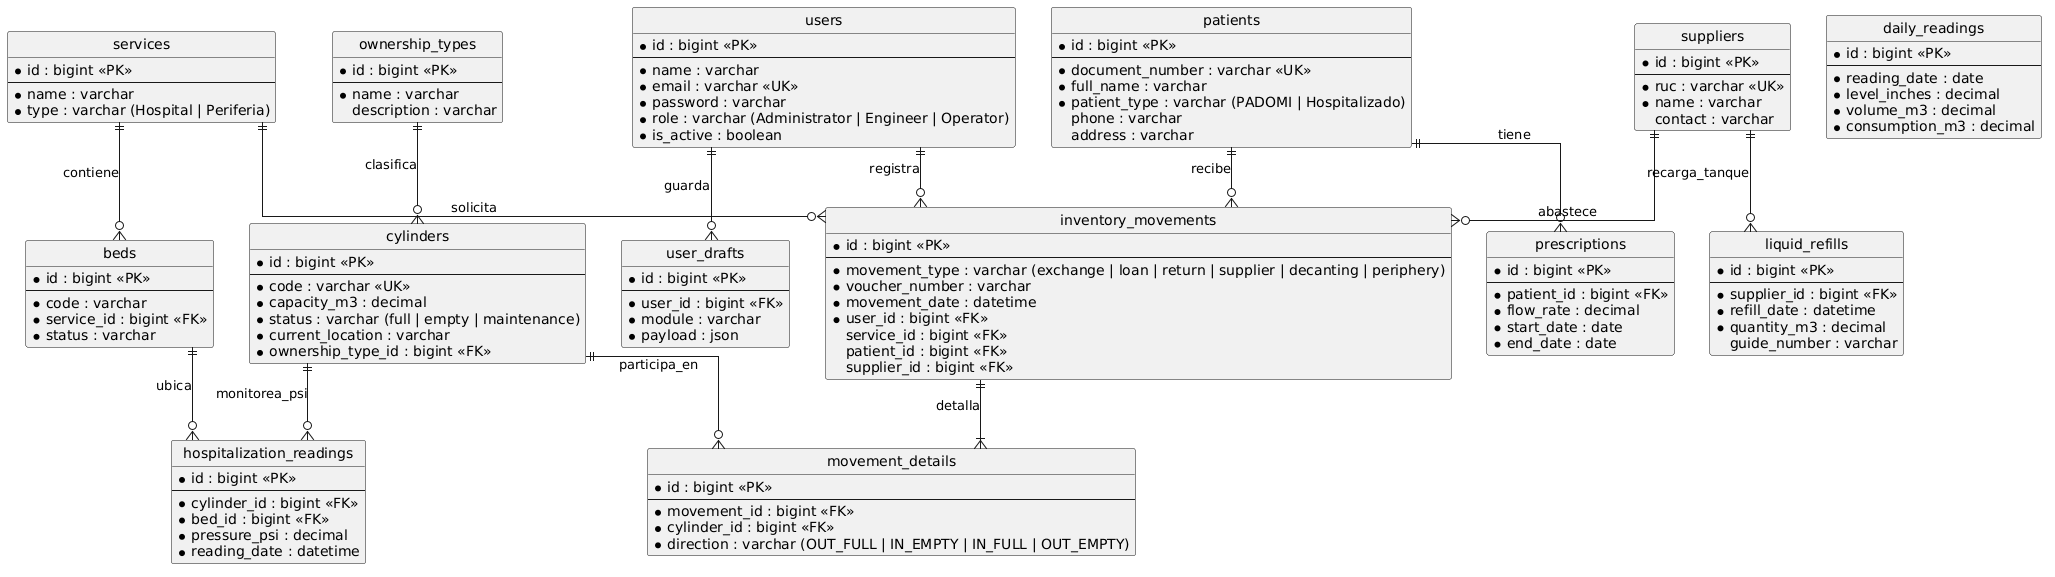 services
id : bigint «PK»
name : varchar
type : varchar (Hospital | Periferia)
ownership_types
id : bigint «PK»
name : varchar
description : varchar
users
id : bigint «PK»
name : varchar
email : varchar «UK»
password : varchar
role : varchar (Administrator | Engineer | Operator)
is_active : boolean
patients
id : bigint «PK»
document_number : varchar «UK»
full_name : varchar
patient_type : varchar (PADOMI | Hospitalizado)
phone : varchar
address : varchar
suppliers
id : bigint «PK»
ruc : varchar «UK»
name : varchar
contact : varchar
daily_readings
id : bigint «PK»
reading_date : date
level_inches : decimal
volume_m3 : decimal
consumption_m3 : decimal
contiene
clasifica
solicita
guarda
registra
recibe
tiene
abastece
recarga_tanque
beds
id : bigint «PK»
code : varchar
service_id : bigint «FK»
status : varchar
cylinders
id : bigint «PK»
code : varchar «UK»
capacity_m3 : decimal
status : varchar (full | empty | maintenance)
current_location : varchar
ownership_type_id : bigint «FK»
user_drafts
id : bigint «PK»
user_id : bigint «FK»
module : varchar
payload : json
inventory_movements
id : bigint «PK»
movement_type : varchar (exchange | loan | return | supplier | decanting | periphery)
voucher_number : varchar
movement_date : datetime
user_id : bigint «FK»
service_id : bigint «FK»
patient_id : bigint «FK»
supplier_id : bigint «FK»
prescriptions
id : bigint «PK»
patient_id : bigint «FK»
flow_rate : decimal
start_date : date
end_date : date
liquid_refills
id : bigint «PK»
supplier_id : bigint «FK»
refill_date : datetime
quantity_m3 : decimal
guide_number : varchar
ubica
monitorea_psi
participa_en
detalla
hospitalization_readings
id : bigint «PK»
cylinder_id : bigint «FK»
bed_id : bigint «FK»
pressure_psi : decimal
reading_date : datetime
movement_details
id : bigint «PK»
movement_id : bigint «FK»
cylinder_id : bigint «FK»
direction : varchar (OUT_FULL | IN_EMPTY | IN_FULL | OUT_EMPTY)